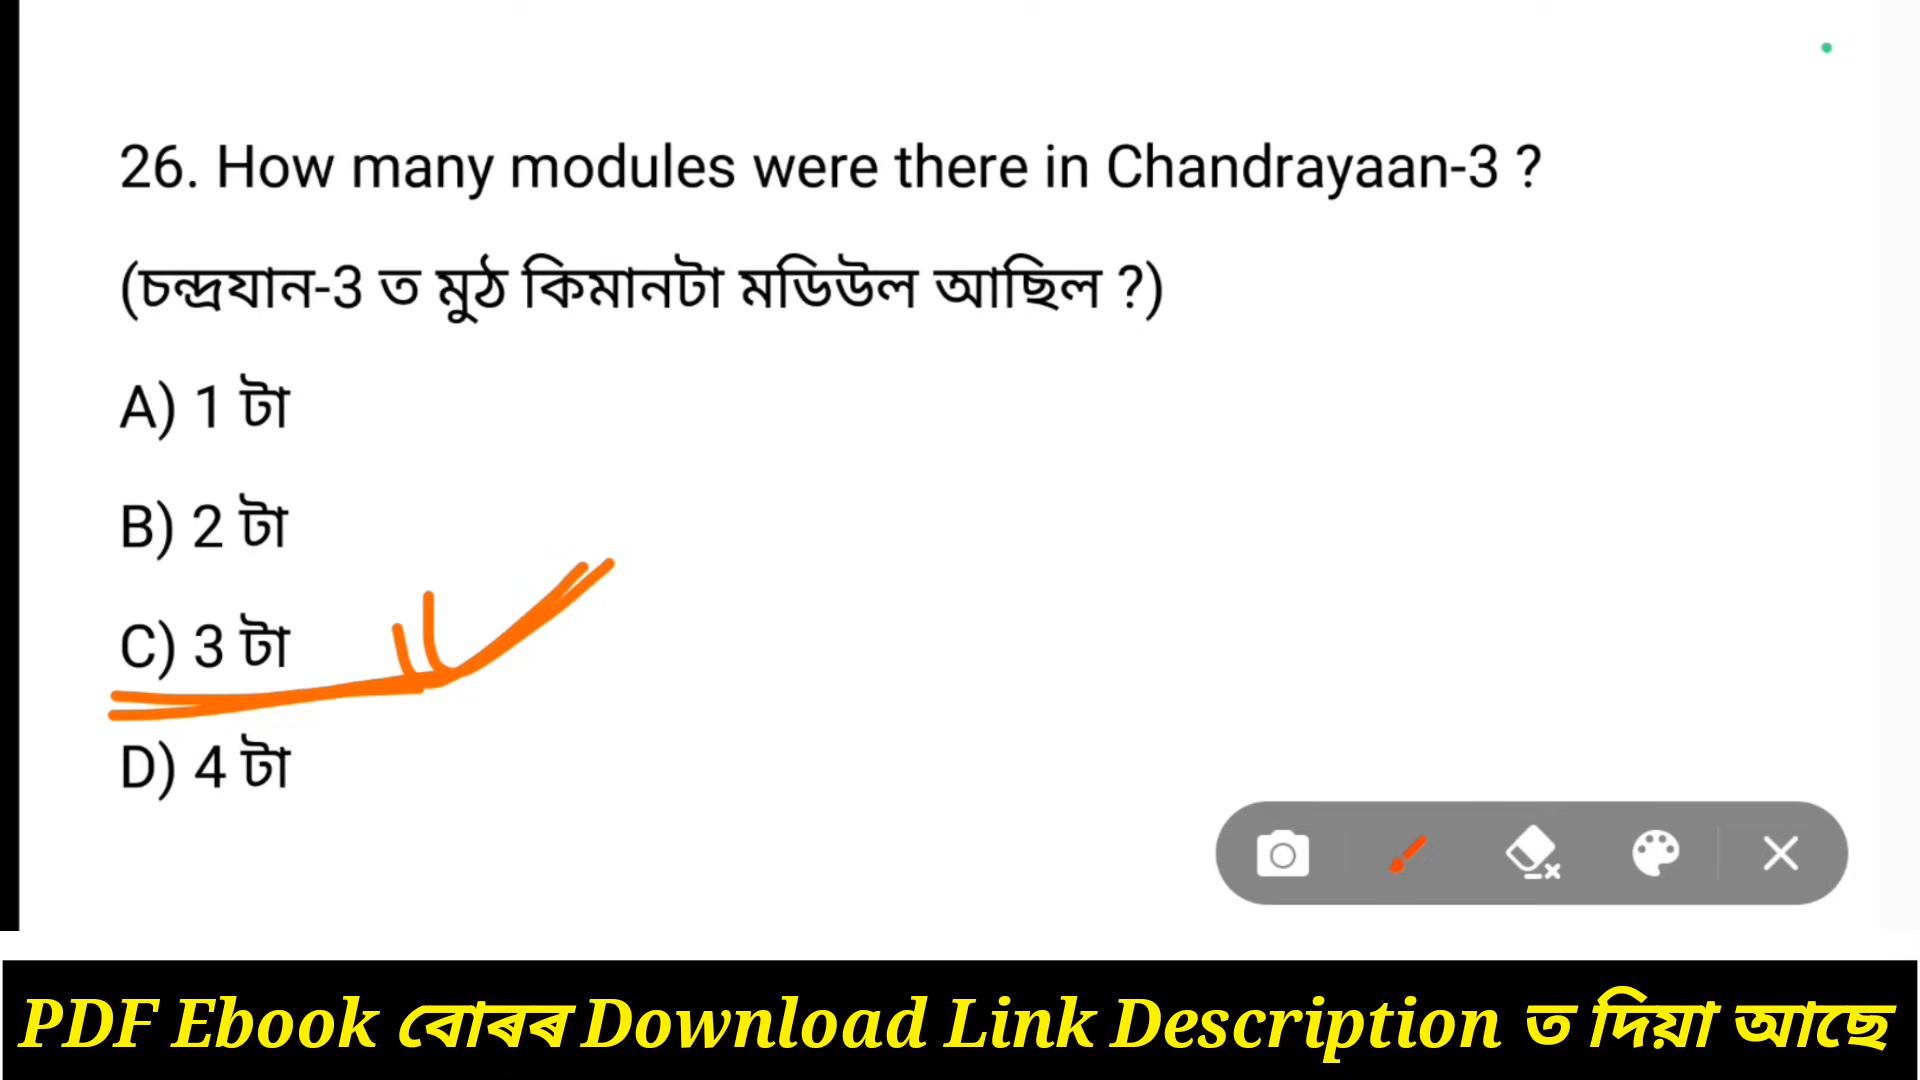 26. How many modules were there in Chandrayaan-3 ?
(চন্দ্ৰযান-3 ত মুঠ কিমানটা মডিউল আছিল ?)
A) 1 টা
B) 2 টা
C) 3 টা
D) 4 টা
PDF Ebook বোৰৰ Download Link Description ত দিয়া আছে